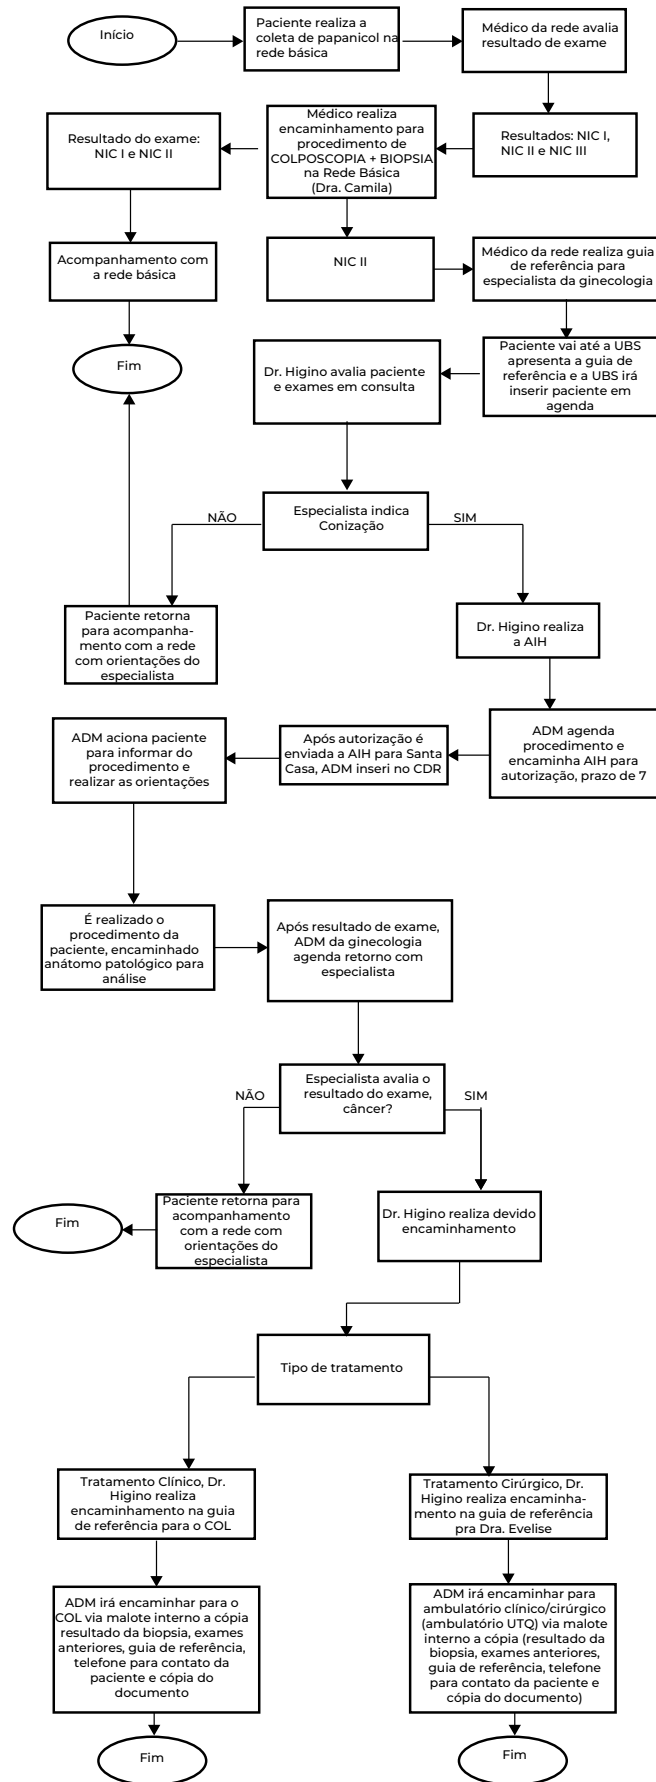 Início
Paciente realiza a
coleta de papanicol na
rede básica
Médico da rede avalia
resultado de exame
Resultados: NIC I,
NIC II e NIC III
Médico realiza
encaminhamento para
procedimento de
COLPOSCOPIA + BIOPSIA
na Rede Básica
(Dra. Camila)
Resultado do exame:
NIC I e NIC II
Acompanhamento com
a rede básica
Fim
NIC II
Médico da rede realiza guia
de referência para
especialista da ginecologia
Paciente vai até a UBS
apresenta a guia de
referência e a UBS irá
inserir paciente em
agenda
Dr. Higino avalia paciente
e exames em consulta
Especialista indica
Conização
NÃO
SIM
Paciente retorna
para acompanha-
mento com a rede
com orientações do
especialista
Dr. Higino realiza
a AIH
ADM agenda
procedimento e
encaminha AIH para
autorização, prazo de 7
Após autorização é
enviada a AIH para Santa
Casa, ADM inseri no CDR
ADM aciona paciente
para informar do
procedimento e
realizar as orientações
É realizado o
procedimento da
paciente, encaminhado
anátomo patológico para
análise
Após resultado de exame,
ADM da ginecologia
agenda retorno com
especialista
Especialista avalia o
resultado do exame,
câncer?
NÃO
SIM
Paciente retorna para
acompanhamento
com a rede com
orientações do
especialista
Fim
Dr. Higino realiza devido
encaminhamento
Tipo de tratamento
Tratamento Clínico, Dr.
Higino realiza
encaminhamento na guia
de referência para o COL
Tratamento Cirúrgico, Dr.
Higino realiza encaminha-
mento na guia de referência
pra Dra. Evelise
ADM irá encaminhar para o
COL via malote interno a cópia
resultado da biopsia, exames
anteriores, guia de referência,
telefone para contato da
paciente e cópia do
documento
ADM irá encaminhar para
ambulatório clínico/cirúrgico
(ambulatório UTQ) via malote
interno a cópia (resultado da
biopsia, exames anteriores,
guia de referência, telefone
para contato da paciente e
cópia do documento)
Fim
Fim